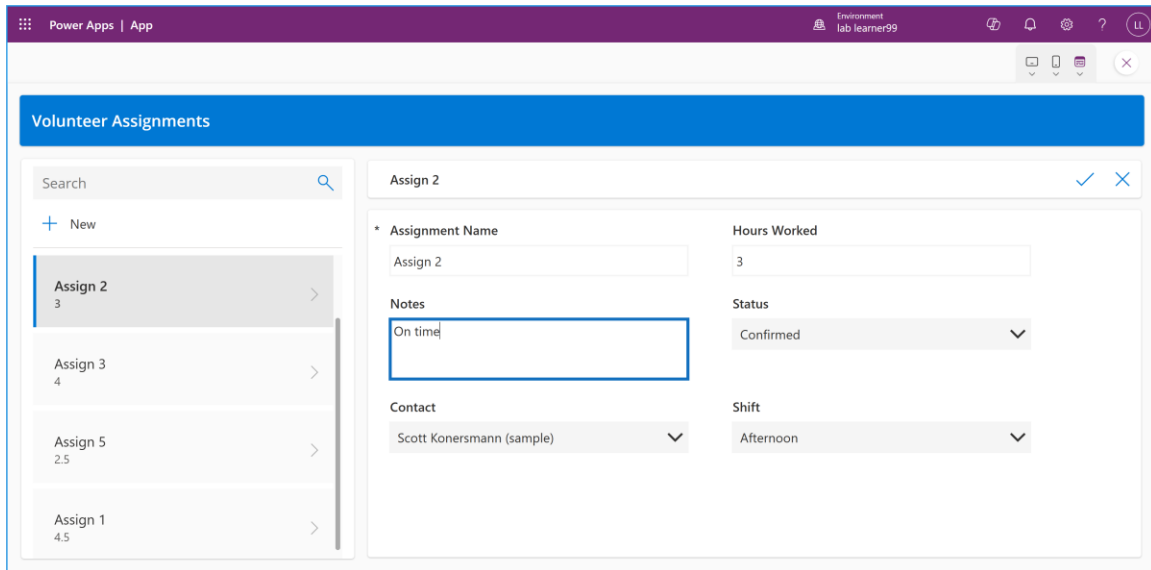 Power Apps | App
Environment
lab learner99
?
LL
Volunteer Assignments
Search
New
Assign 2
3
Assign 3
4
Assign 5
2.5
Assign 1
4.5
Assign 2
* Assignment Name
Assign 2
Hours Worked
3
Notes
On time
Status
Confirmed
Contact
Scott Konersmann (sample)
Shift
Afternoon